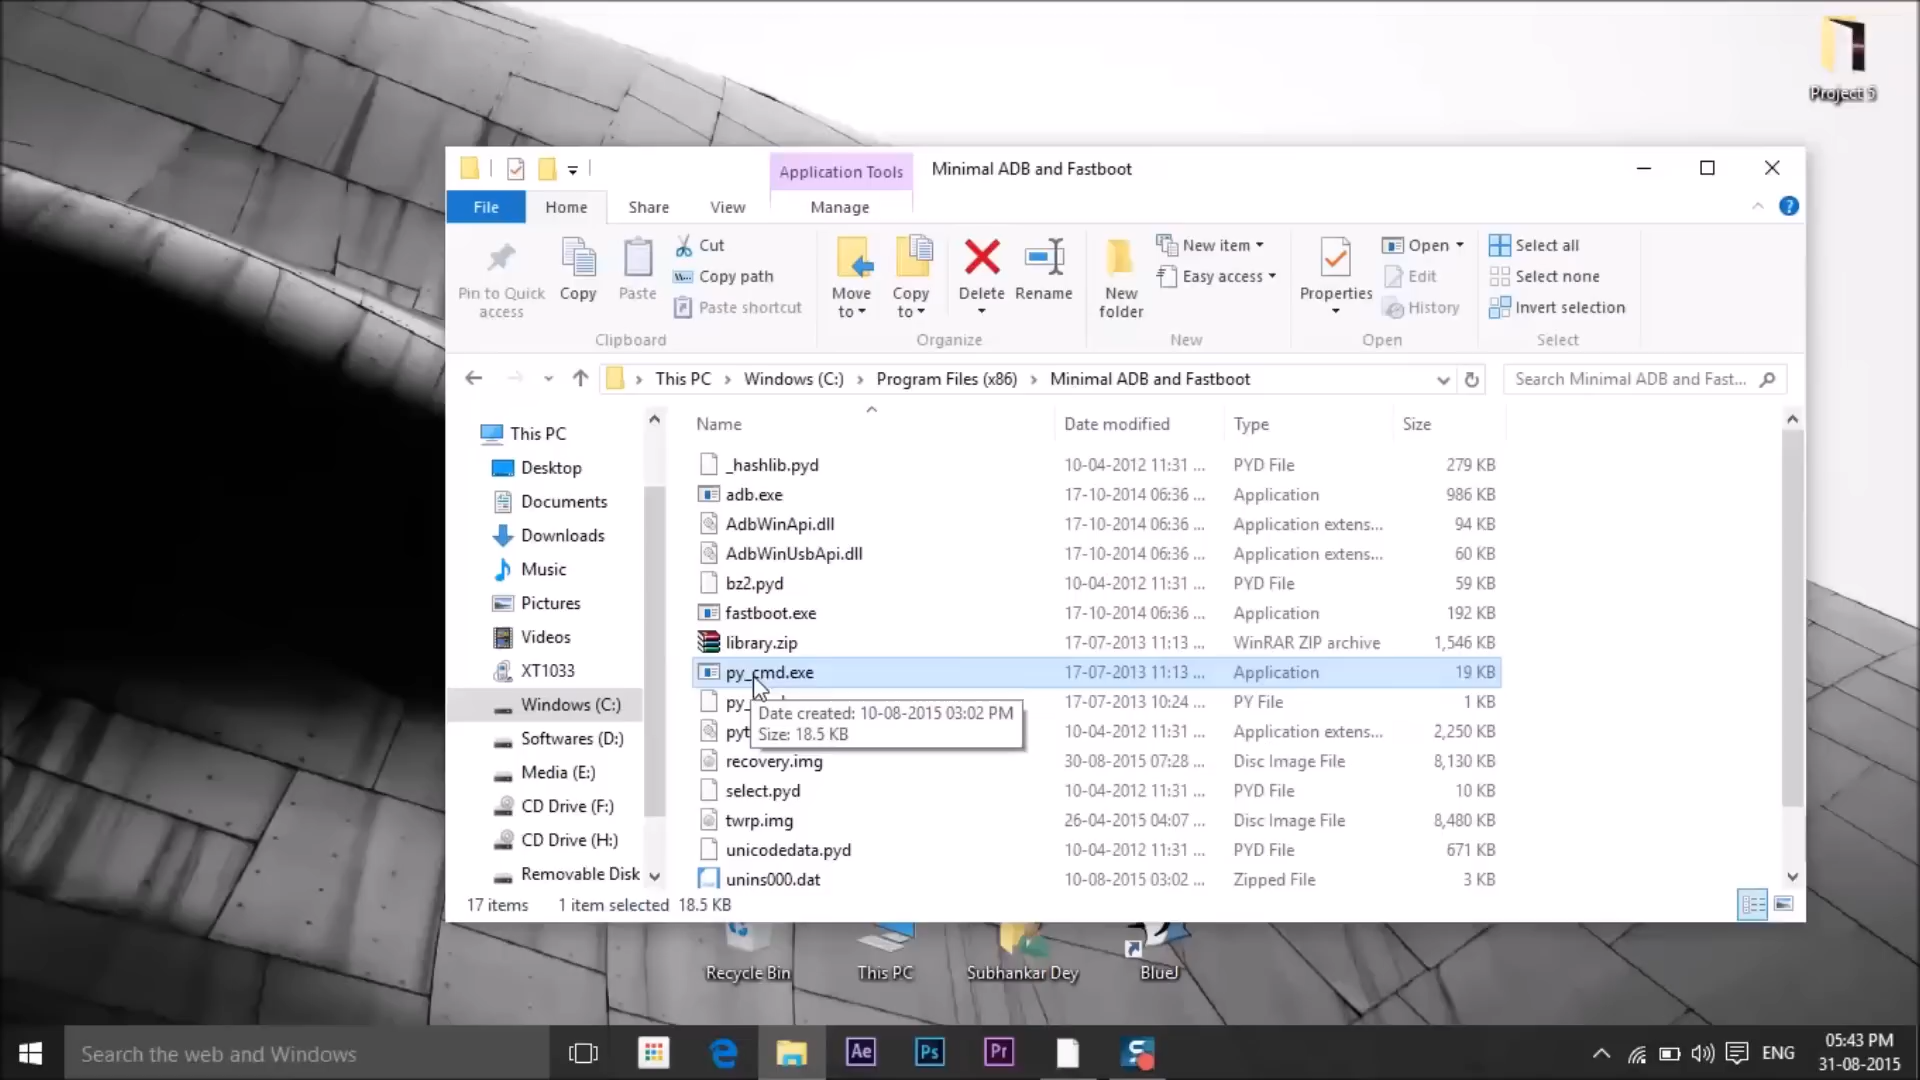 Project 5
Application Tools
Minimal ADB and Fastboot
File
Home
Share
View
Manage
Pin to Quick
access
Copy
Paste
Cut
Copy path
Paste shortcut
Clipboard
Move
to
Copy
to
Delete
Rename
Organize
New
folder
New item
Easy access
New
Properties
Open
Edit
History
Open
Select all
Select none
Invert selection
Select
This PC > Windows (C:) > Program Files (x86) > Minimal ADB and Fastboot
Search Minimal ADB and Fast...
This PC
Desktop
Documents
Downloads
Music
Pictures
Videos
XT1033
Windows (C:)
Softwares (D:)
Media (E:)
CD Drive (F:)
CD Drive (H:)
Removable Disk
Name Date modified Type Size
_hashlib.pyd 10-04-2012 11:31 ... PYD File 279 KB
adb.exe 17-10-2014 06:36 ... Application 986 KB
AdbWinApi.dll 17-10-2014 06:36 ... Application extens... 94 KB
AdbWinUsbApi.dll 17-10-2014 06:36 ... Application extens... 60 KB
bz2.pyd 10-04-2012 11:31 ... PYD File 59 KB
fastboot.exe 17-10-2014 06:36 ... Application 192 KB
library.zip 17-07-2013 11:13 ... WinRAR ZIP archive 1,546 KB
py_cmd.exe 17-07-2013 11:13 ... Application 19 KB
py_ 17-07-2013 10:24 ... PY File 1 KB
pyt 10-04-2012 11:31 ... Application extens... 2,250 KB
Date created: 10-08-2015 03:02 PM
Size: 18.5 KB
recovery.img 30-08-2015 07:28 ... Disc Image File 8,130 KB
select.pyd 10-04-2012 11:31 ... PYD File 10 KB
twrp.img 26-04-2015 04:07 ... Disc Image File 8,480 KB
unicodedata.pyd 10-04-2012 11:31 ... PYD File 671 KB
unins000.dat 10-08-2015 03:02 ... Zipped File 3 KB
17 items 1 item selected 18.5 KB
Recycle Bin
This PC
Subhankar Dey
BlueJ
Search the web and Windows
Ae
Ps
Pr
ENG
05:43 PM
31-08-2015